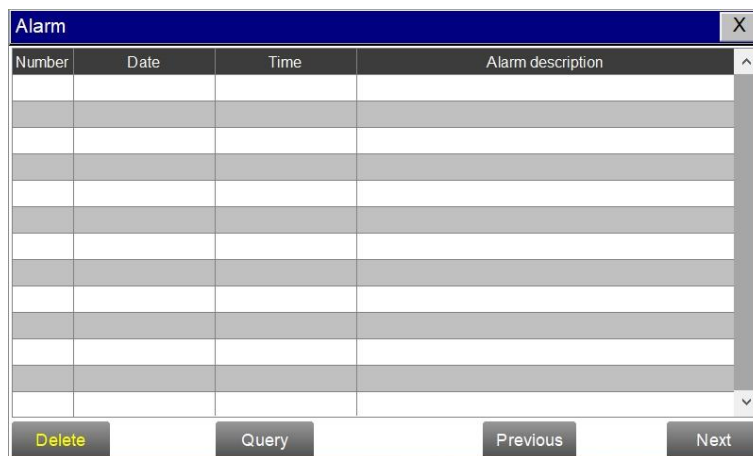 Alarm X
Number Date Time Alarm description
Delete Query Previous Next